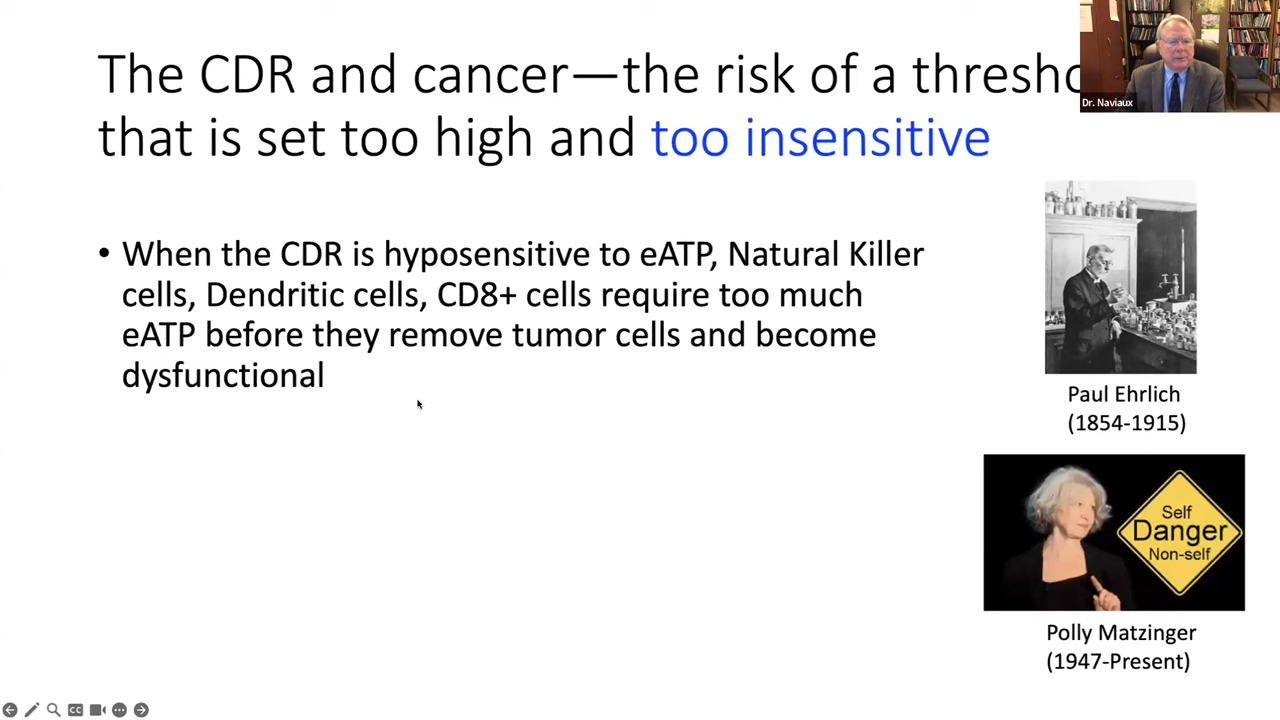 The CDR and cancer—the risk of a thresho
that is set too high and too insensitive
Dr. Naviaux
• When the CDR is hyposensitive to eATP, Natural Killer
cells, Dendritic cells, CD8+ cells require too much
eATP before they remove tumor cells and become
dysfunctional
Paul Ehrlich
(1854-1915)
Self
Danger
Non-self
Polly Matzinger
(1947-Present)
CC